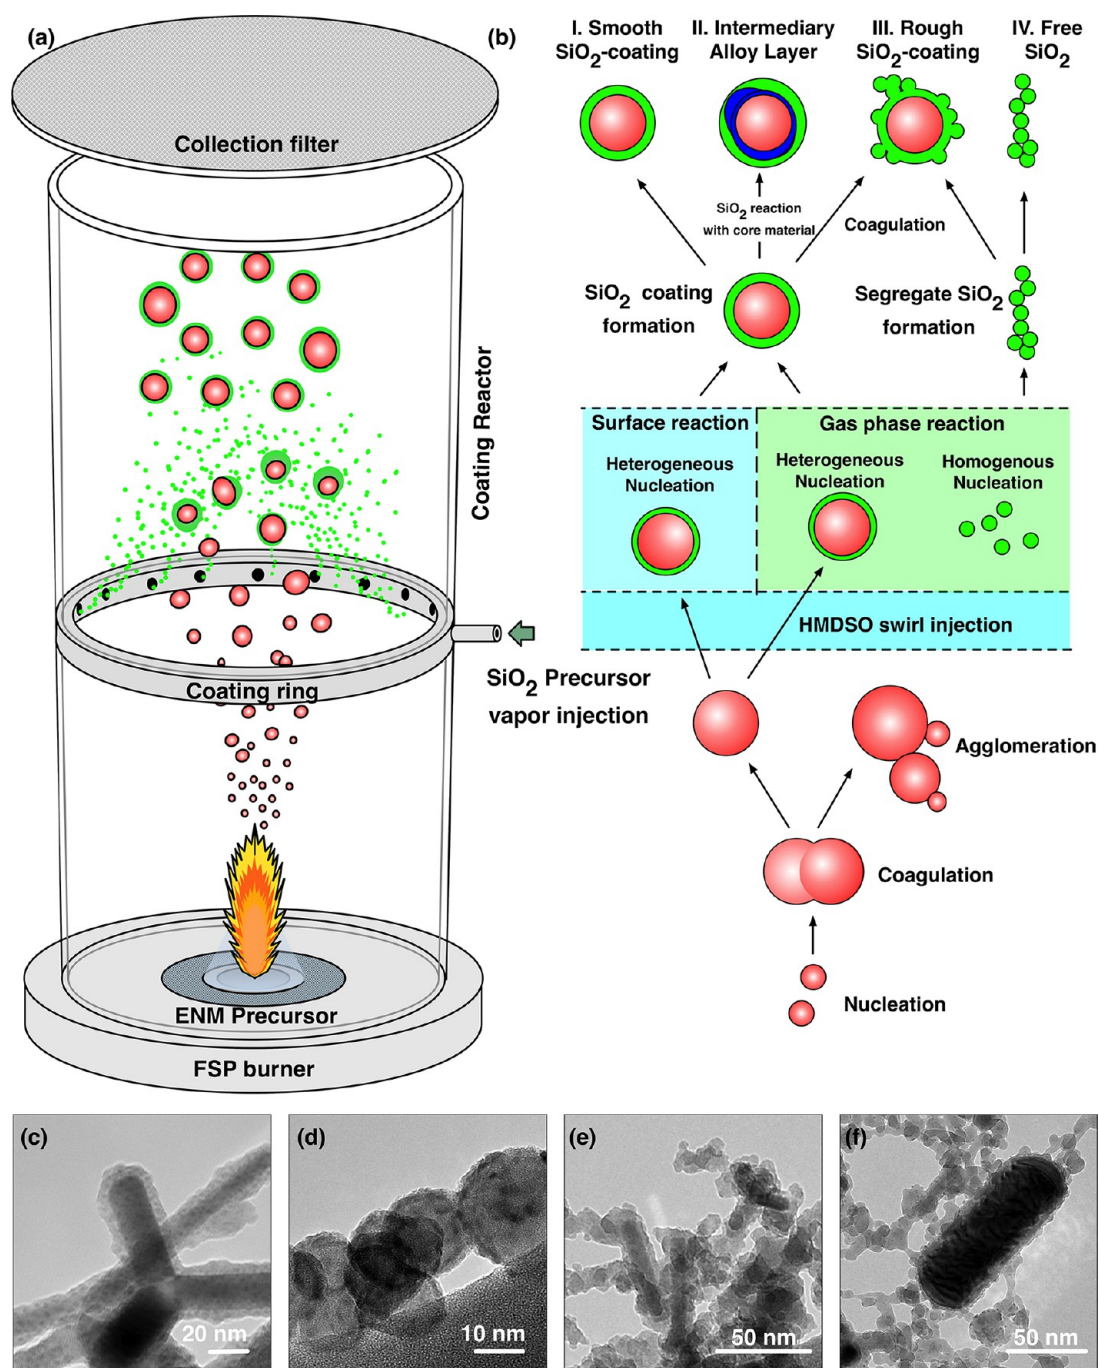 (a)
Collection filter
Coating Reactor
Coating ring
SiO2 Precursor
vapor injection
ENM Precursor
FSP burner
(b)
I. Smooth
SiO2-coating
II. Intermediary
Alloy Layer
III. Rough
SiO2-coating
IV. Free
SiO2
SiO2 reaction
with core material
Coagulation
SiO2 coating
formation
Segregate SiO2
formation
Surface reaction
Gas phase reaction
Heterogeneous
Nucleation
Heterogeneous
Nucleation
Homogenous
Nucleation
HMDSO swirl injection
Agglomeration
Coagulation
Nucleation
(c)
20 nm
(d)
10 nm
(e)
50 nm
(f)
50 nm